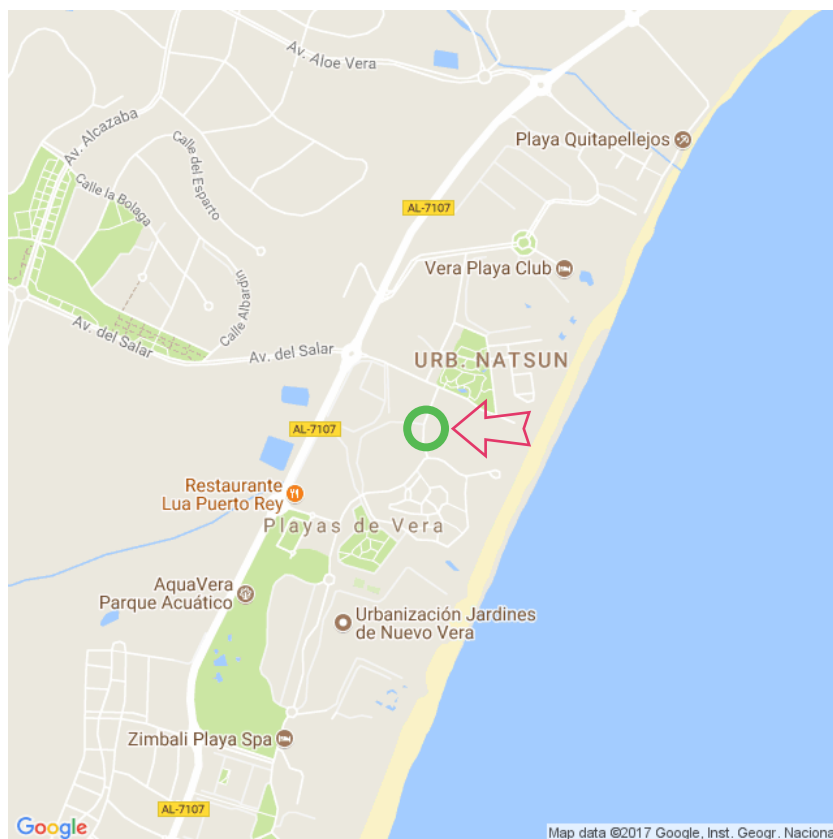 Av. Aloe Vera
Av. Alcazaba
Playa Quitapellejos
Calle del Esparto
Calle la Bolaga
AL-7107
Vera Playa Club
Calle Albardin
Av. del Salar
Av. del Salar
URB. NATSUN
AL-7107
Restaurante
Lua Puerto Rey
Playas de Vera
AquaVera
Parque Acuático
Urbanización Jardines
de Nuevo Vera
Zimbali Playa Spa
AL-7107
Google
Map data ©2017 Google, Inst. Geogr. Naciona